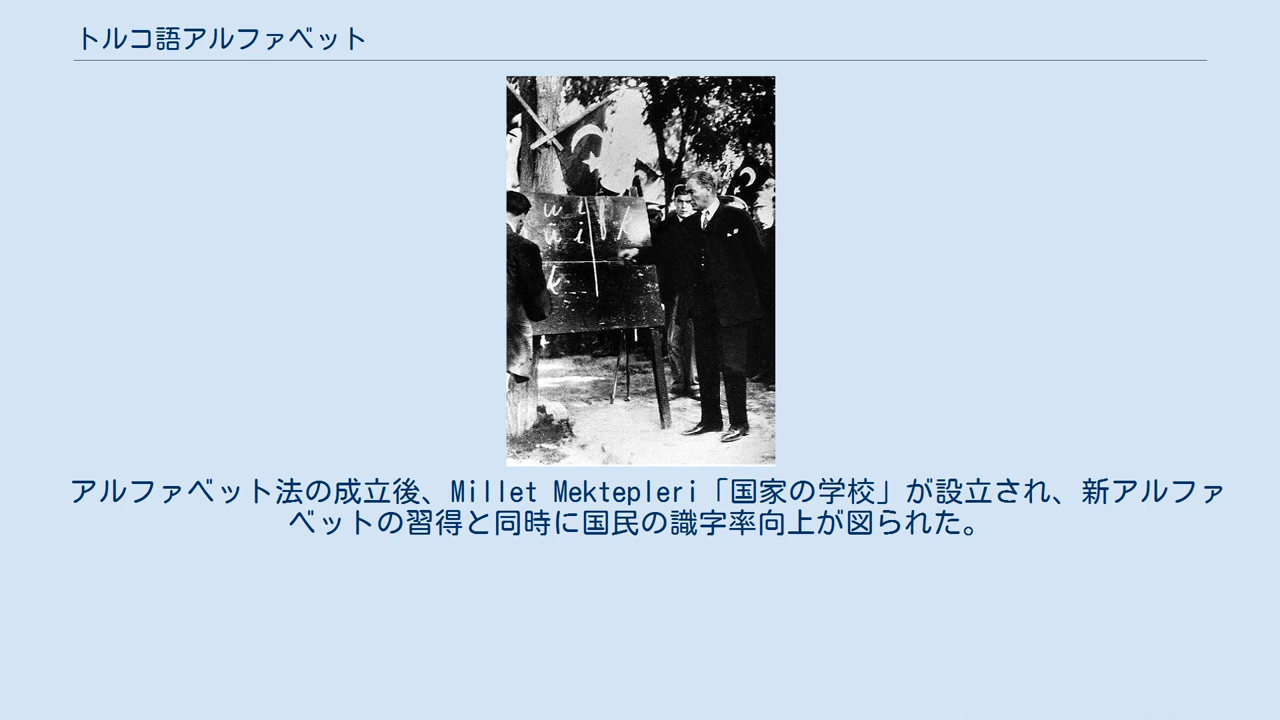 トルコ語アルファベット
ü i
k
アルファベット法の成立後、Millet Mektepleri「国家の学校」が設立され、新アルファ
ベットの習得と同時に国民の識字率向上が図られた。